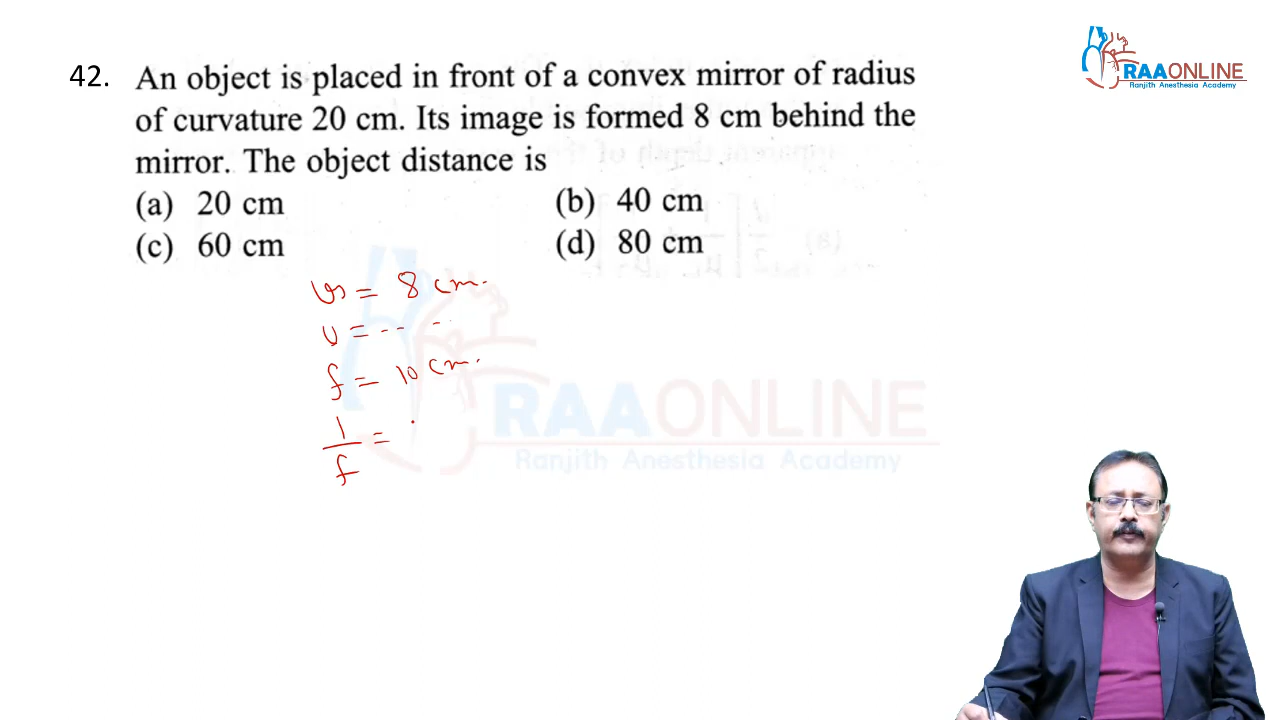 RAAONLINE
Ranjith Anesthesia Academy
42. An object is placed in front of a convex mirror of radius
of curvature 20 cm. Its image is formed 8 cm behind the
mirror. The object distance is
(a) 20 cm (b) 40 cm
(c) 60 cm (d) 80 cm
v = 8 cm.
u = -- --
f = 10 cm.
1/f =
RAAONLINE
Ranjith Anesthesia Academy